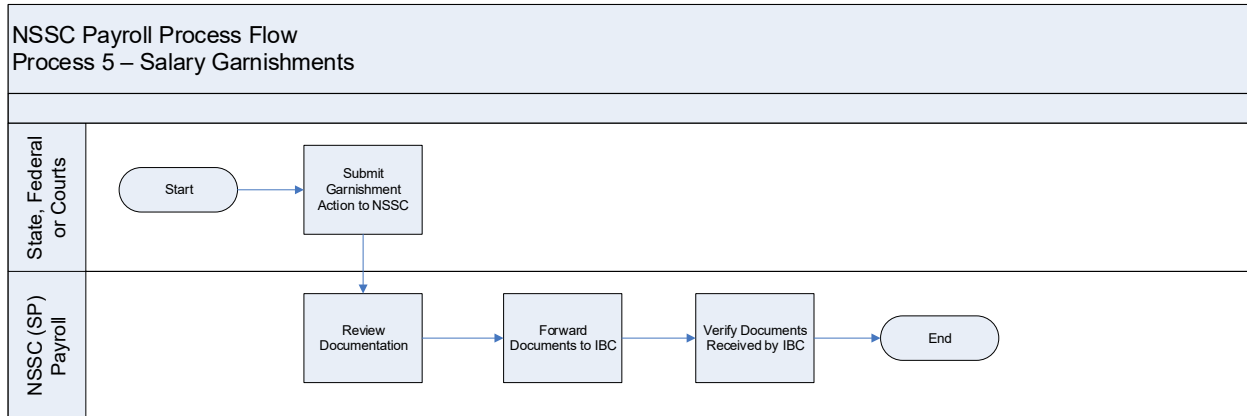 NSSC Payroll Process Flow
Process 5 – Salary Garnishments
State, Federal
or Courts
Start
Submit
Garnishment
Action to NSSC
NSSC (SP)
Payroll
Review
Documentation
Forward
Documents to IBC
Verify Documents
Received by IBC
End